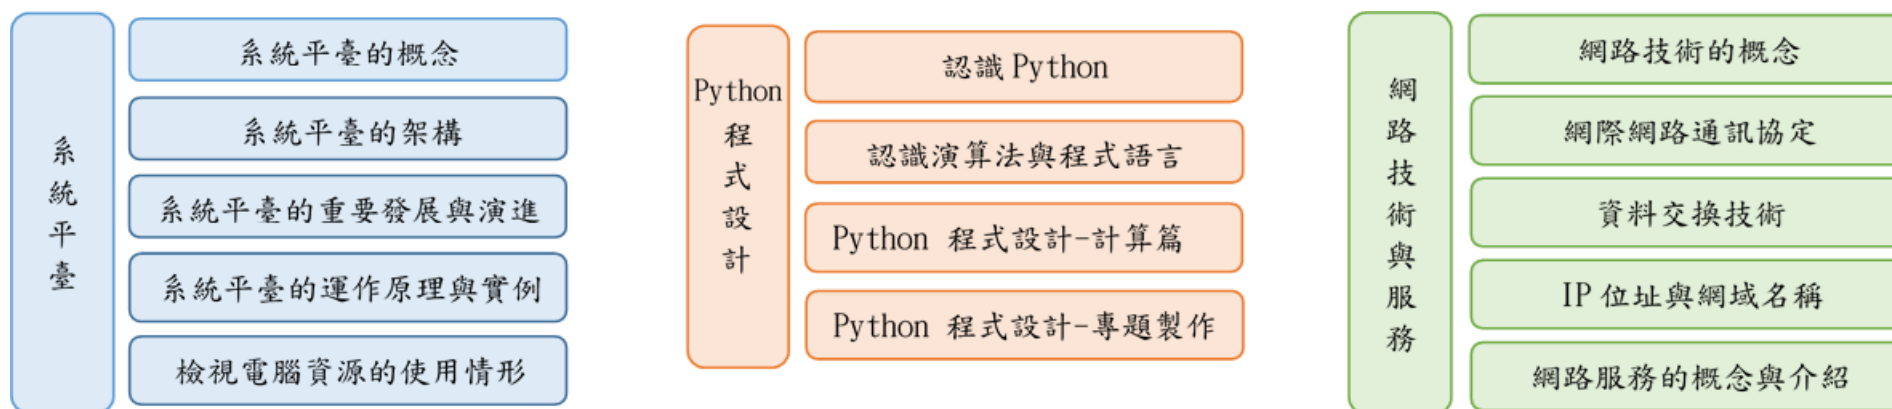 系統平臺
系統平臺的概念
系統平臺的架構
系統平臺的重要發展與演進
系統平臺的運作原理與實例
檢視電腦資源的使用情形
Python程式設計
認識 Python
認識演算法與程式語言
Python 程式設計-計算篇
Python 程式設計-專題製作
網路技術與服務
網路技術的概念
網際網路通訊協定
資料交換技術
IP 位址與網域名稱
網路服務的概念與介紹